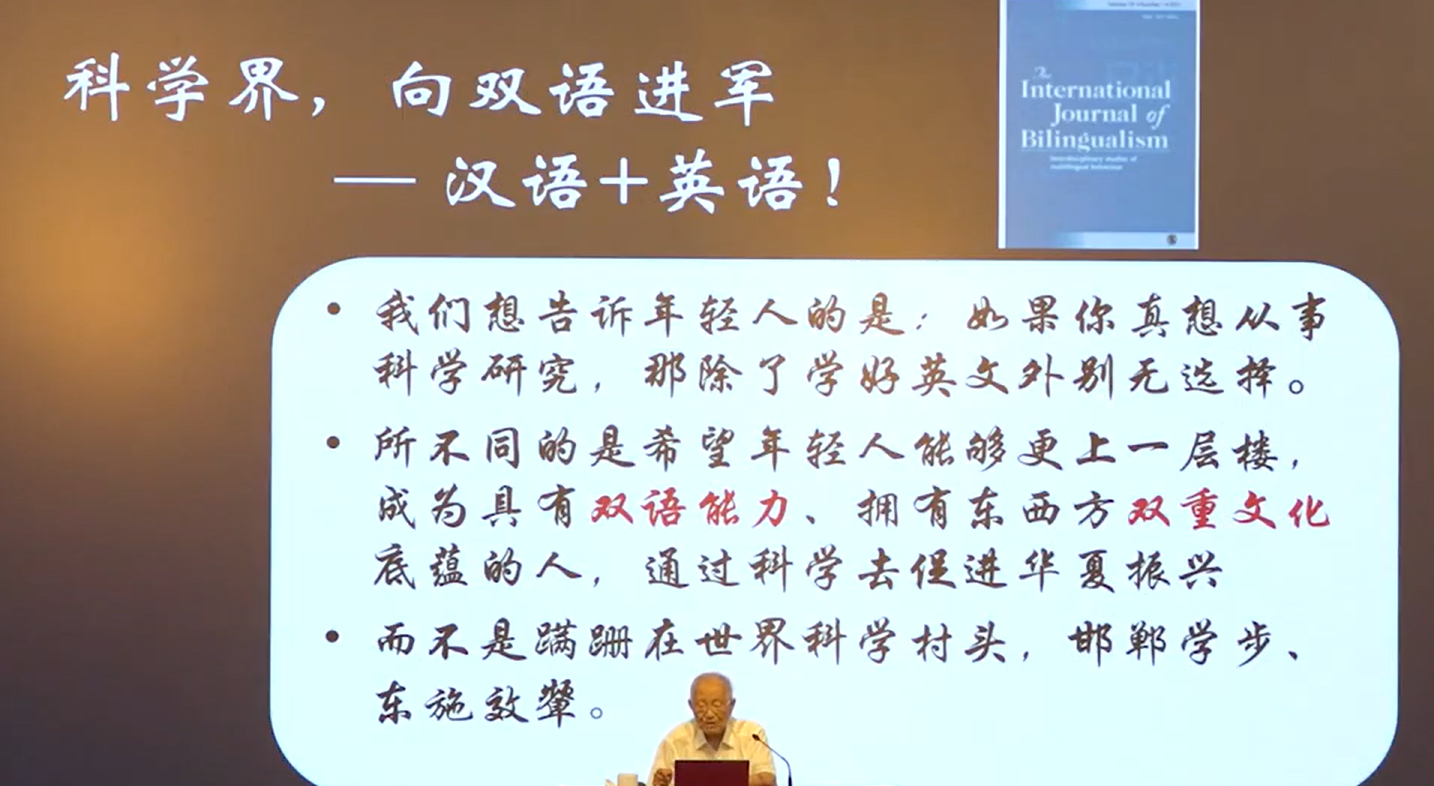 科学界，向双语进军
— 汉语+英语！
The
International
Journal of
Bilingualism
• 我们想告诉年轻人的是：如果你真想从事
科学研究，那除了学好英文外别无选择。
• 所不同的是希望年轻人能够更上一层楼，
成为具有双语能力、拥有东西方双重文化
底蕴的人，通过科学去促进华夏振兴
• 而不是蹒跚在世界科学村头，邯郸学步、
东施效颦。